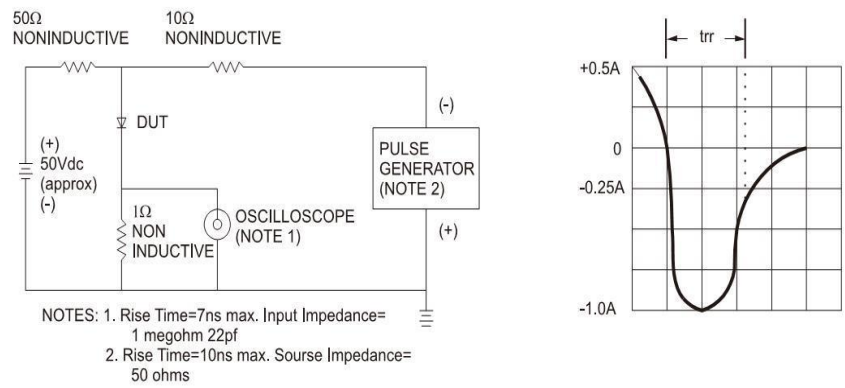 50Ω
NONINDUCTIVE
10Ω
NONINDUCTIVE
DUT
(+)
50Vdc
(approx)
(-)
1Ω
NON
INDUCTIVE
OSCILLOSCOPE
(NOTE 1)
(-)
PULSE
GENERATOR
(NOTE 2)
(+)
NOTES: 1. Rise Time=7ns max. Input Impedance=
1 megohm 22pf
2. Rise Time=10ns max. Sourse Impedance=
50 ohms
trr
+0.5A
0
-0.25A
-1.0A